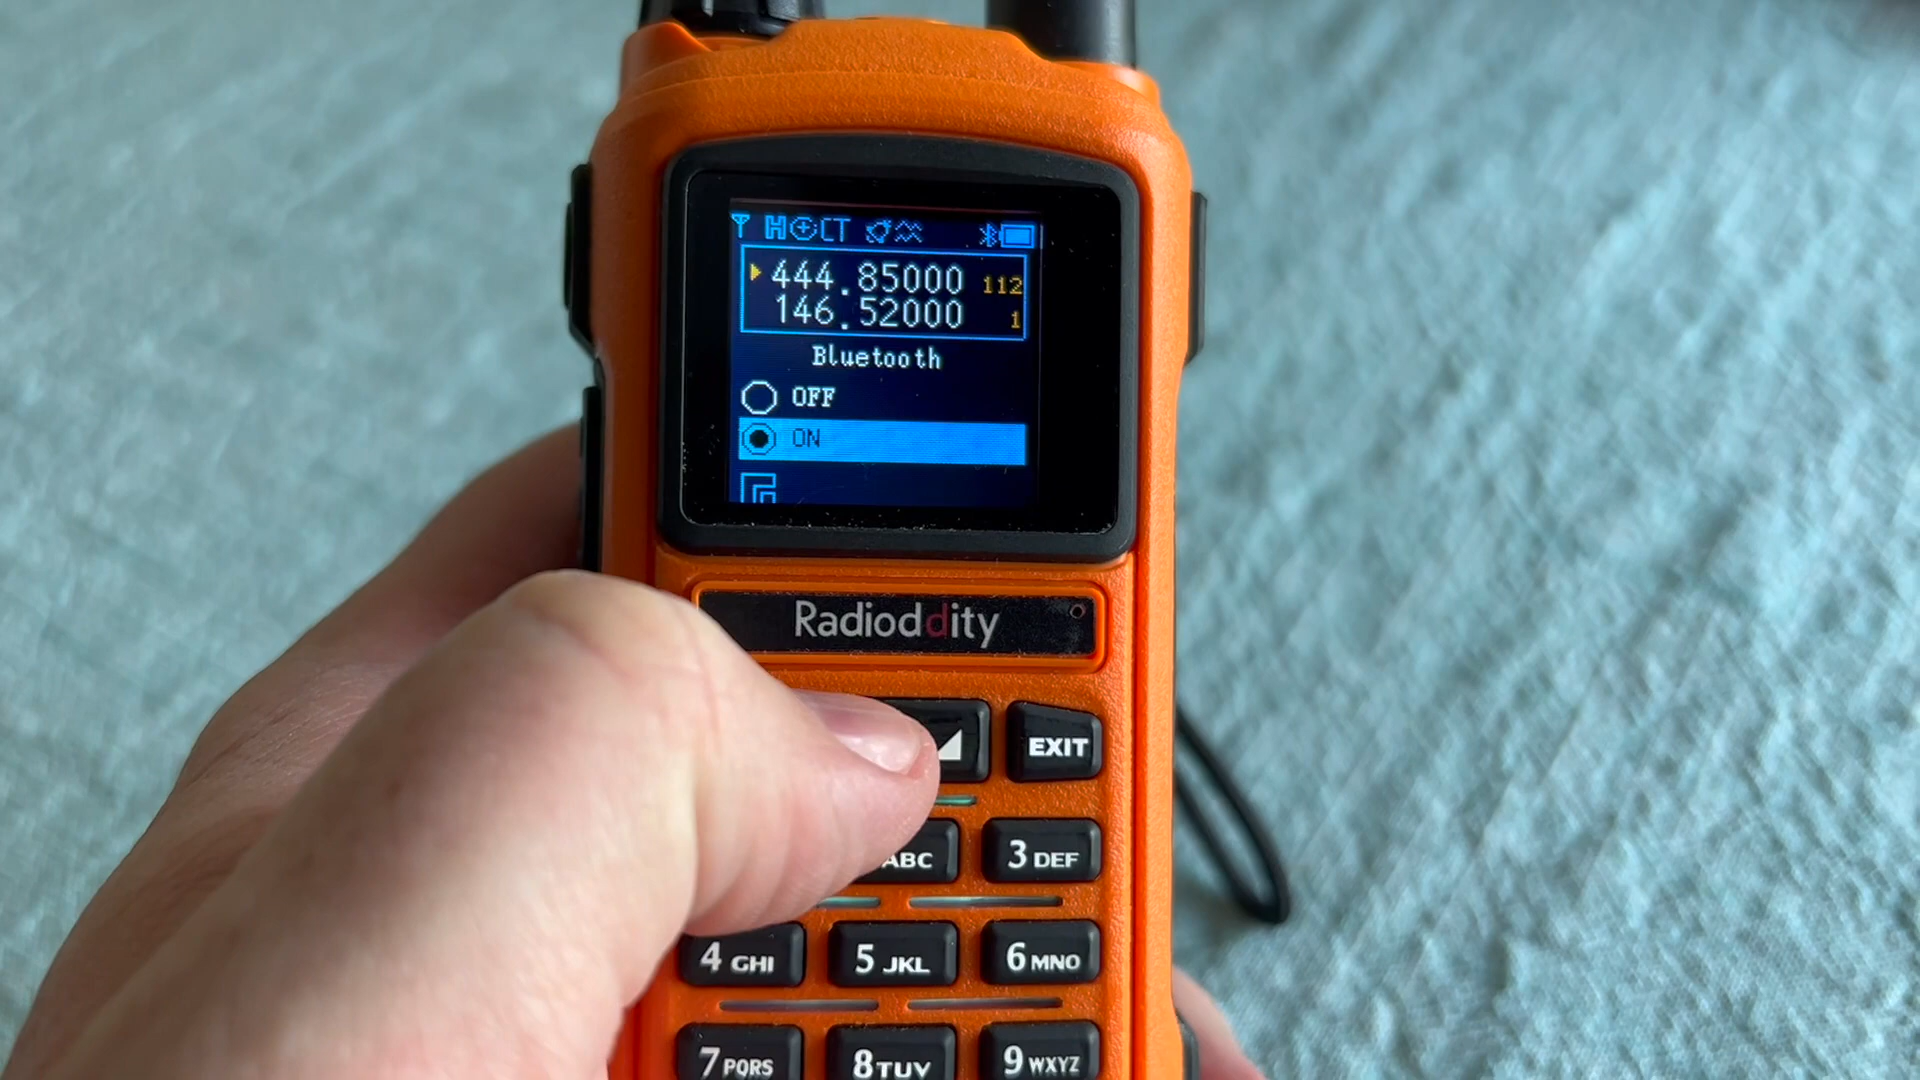 H CT
444.85000 112
146.52000 1
Bluetooth
OFF
ON
Radioddity
EXIT
ABC 3 DEF
4 GHI 5 JKL 6 MNO
7 PQRS 8 TUV 9 WXYZ